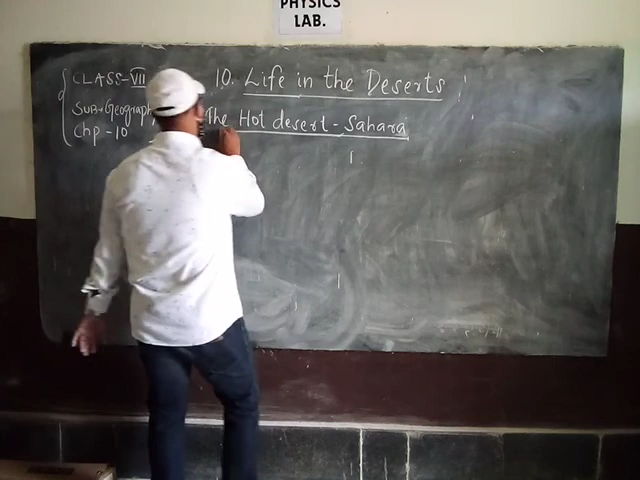 PHYSICS
LAB.
CLASS-VII
Sub-Geography
Chp-10
10. Life in the Deserts
The Hot desert - Sahara